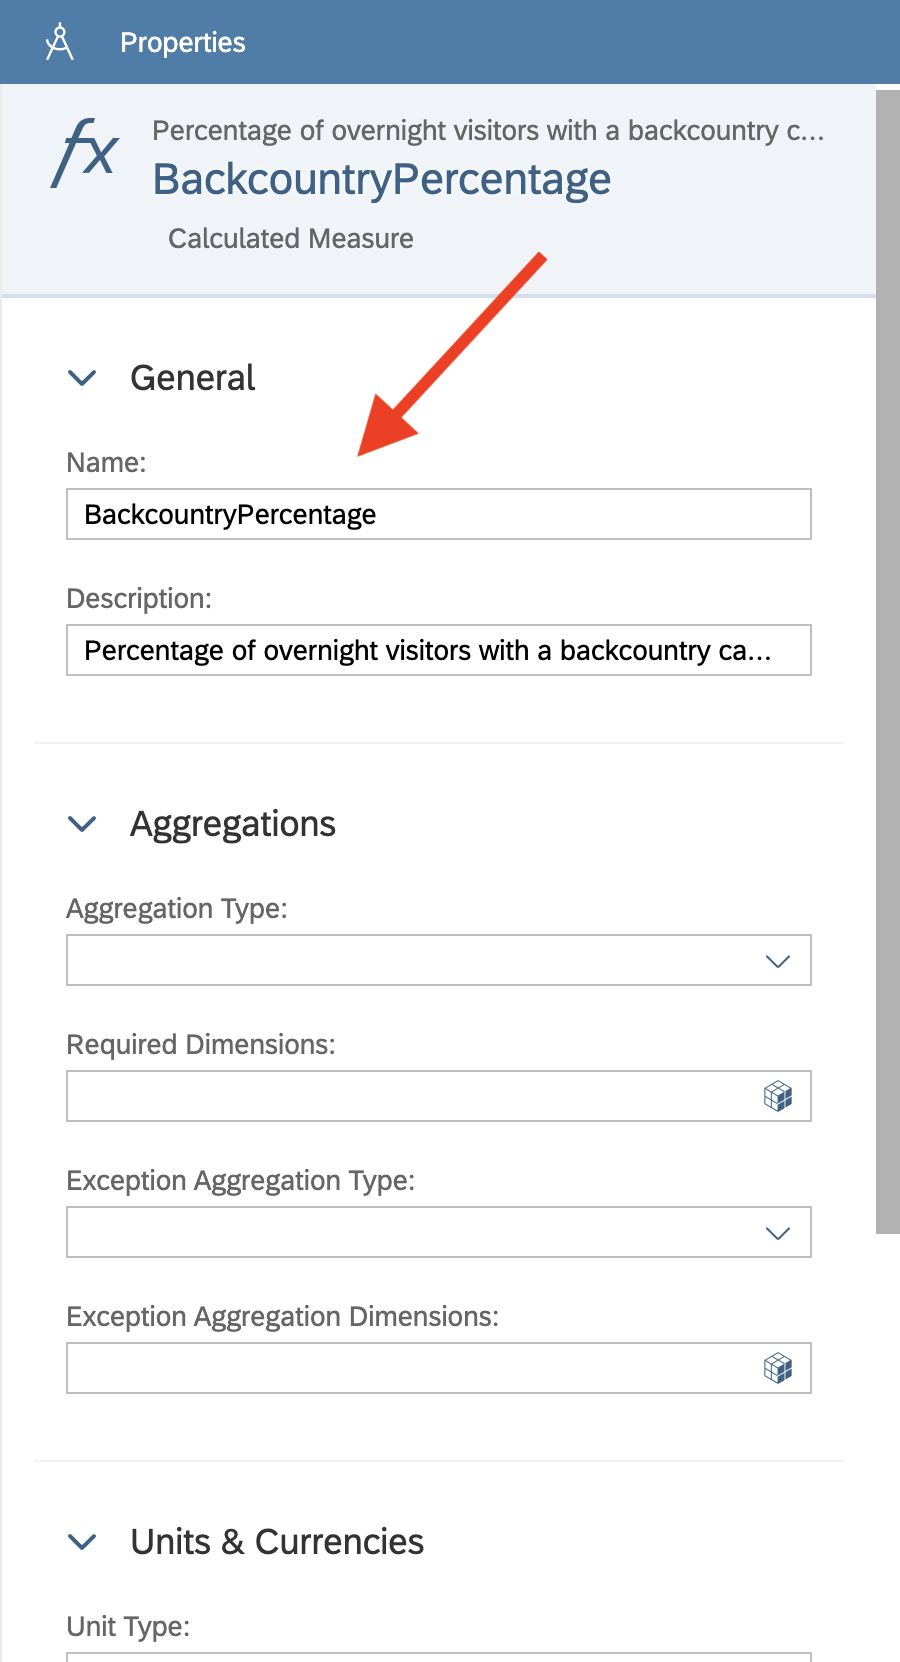 Properties
fx
Percentage of overnight visitors with a backcountry c...
BackcountryPercentage
Calculated Measure
General
Name:
BackcountryPercentage
Description:
Percentage of overnight visitors with a backcountry ca...
Aggregations
Aggregation Type:
Required Dimensions:
Exception Aggregation Type:
Exception Aggregation Dimensions:
Units & Currencies
Unit Type: